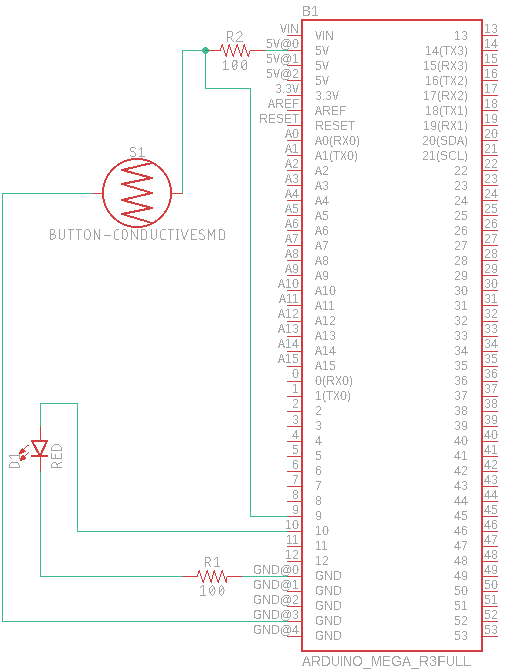 B1
VIN VIN 13 13
R2 5V@0 5V 14(TX3) 14
100 5V@1 5V 15(RX3) 15
5V@2 5V 16(TX2) 16
3.3V 3.3V 17(RX2) 17
AREF AREF 18(TX1) 18
RESET RESET 19(RX1) 19
A0 A0(RX0) 20(SDA) 20
S1 A1 A1(TX0) 21(SCL) 21
A2 A2 22 22
A3 A3 23 23
A4 A4 24 24
A5 A5 25 25
BUTTON-CONDUCTIVESMD A6 A6 26 26
A7 A7 27 27
A8 A8 28 28
A9 A9 29 29
A10 A10 30 30
A11 A11 31 31
A12 A12 32 32
A13 A13 33 33
A14 A14 34 34
A15 A15 35 35
0 0(RX0) 36 36
1 1(TX0) 37 37
2 2 38 38
3 3 39 39
4 4 40 40
D1 RED 5 5 41 41
6 6 42 42
7 7 43 43
8 8 44 44
9 9 45 45
10 10 46 46
11 11 47 47
12 12 48 48
R1 GND@0 GND 49 49
100 GND@1 GND 50 50
GND@2 GND 51 51
GND@3 GND 52 52
GND@4 GND 53 53
ARDUINO_MEGA_R3FULL